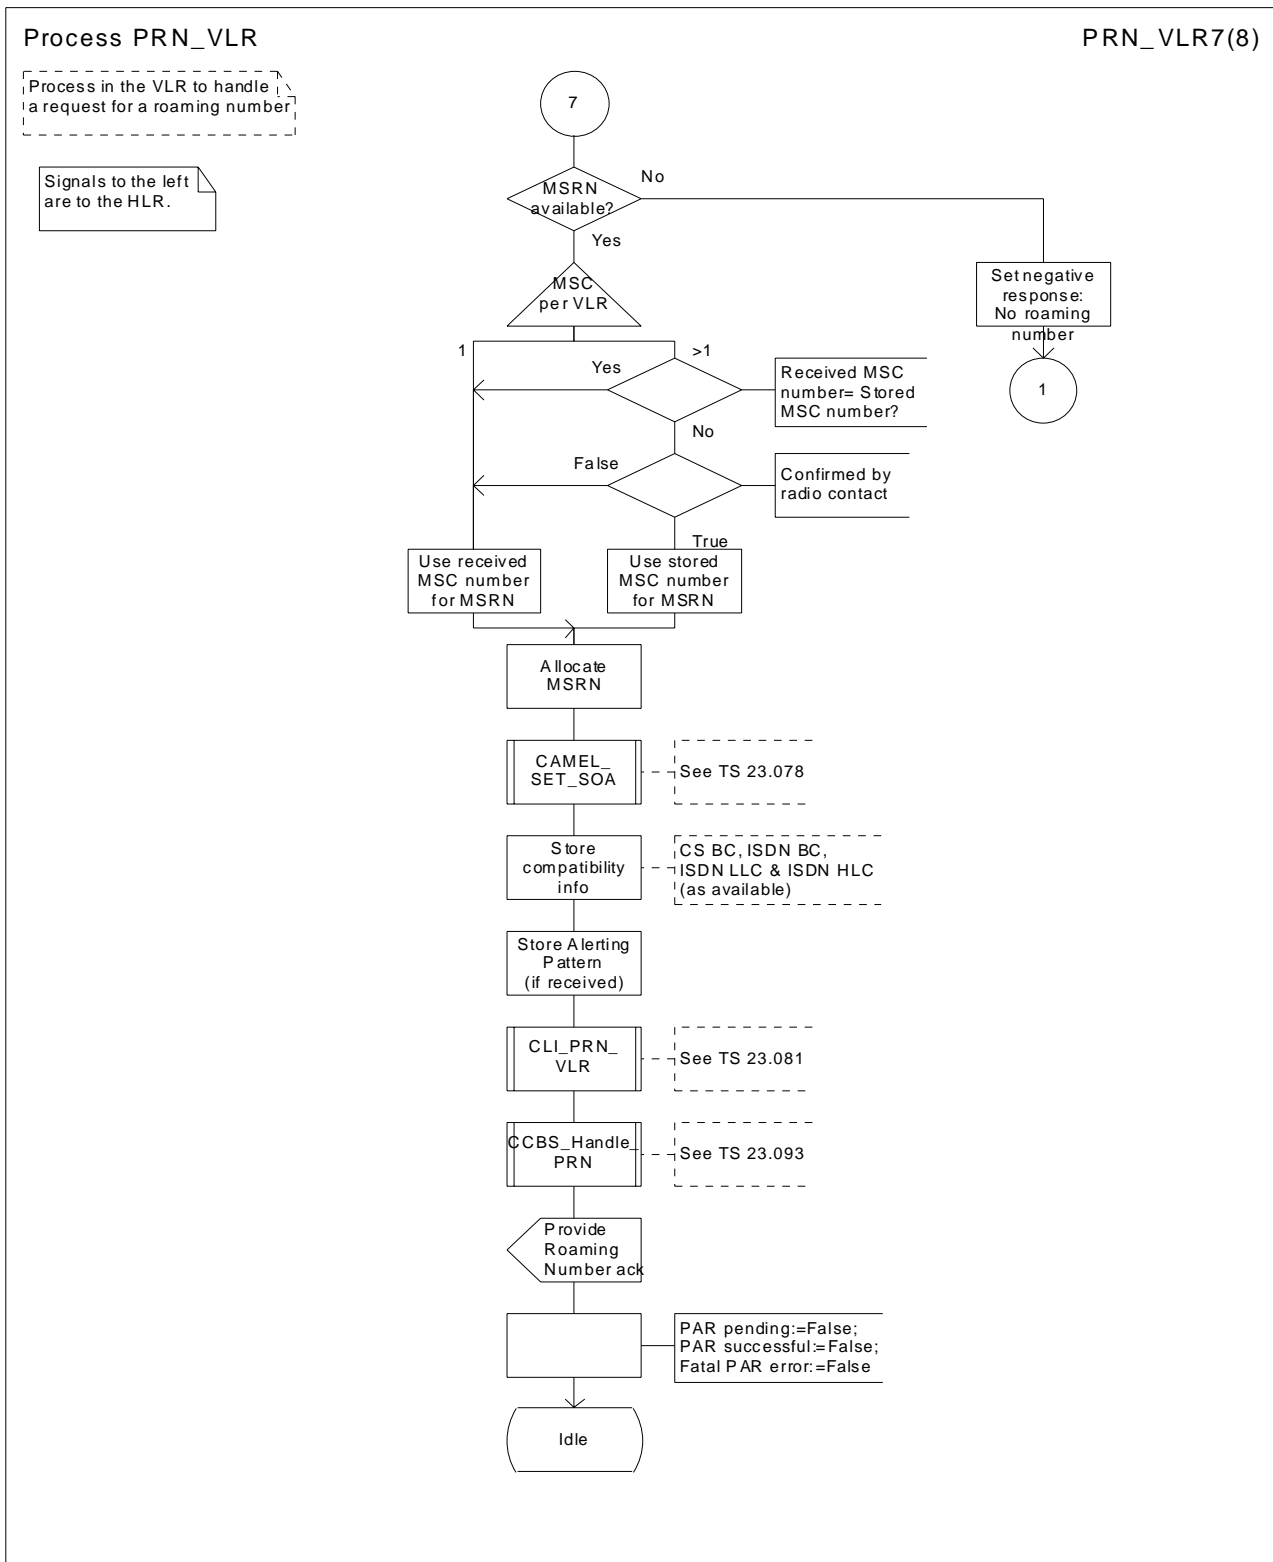 Process PRN_VLR
PRN_VLR7(8)
Process in the VLR to handle
a request for a roaming number
Signals to the left
are to the HLR.
7
MSRN
available?
No
Yes
MSC
per VLR
Set negative
response:
No roaming
number
1
1
>1
Yes
Received MSC
number= Stored
MSC number?
No
False
Confirmed by
radio contact
True
Use received
MSC number
for MSRN
Use stored
MSC number
for MSRN
Allocate
MSRN
CAMEL_
SET_SOA
See TS 23.078
Store
compatibility
info
CS BC, ISDN BC,
ISDN LLC & ISDN HLC
(as available)
Store Alerting
Pattern
(if received)
CLI_PRN_
VLR
See TS 23.081
CCBS_Handle_
PRN
See TS 23.093
Provide
Roaming
Number ack
PAR pending:=False;
PAR successful:=False;
Fatal PAR error:=False
Idle